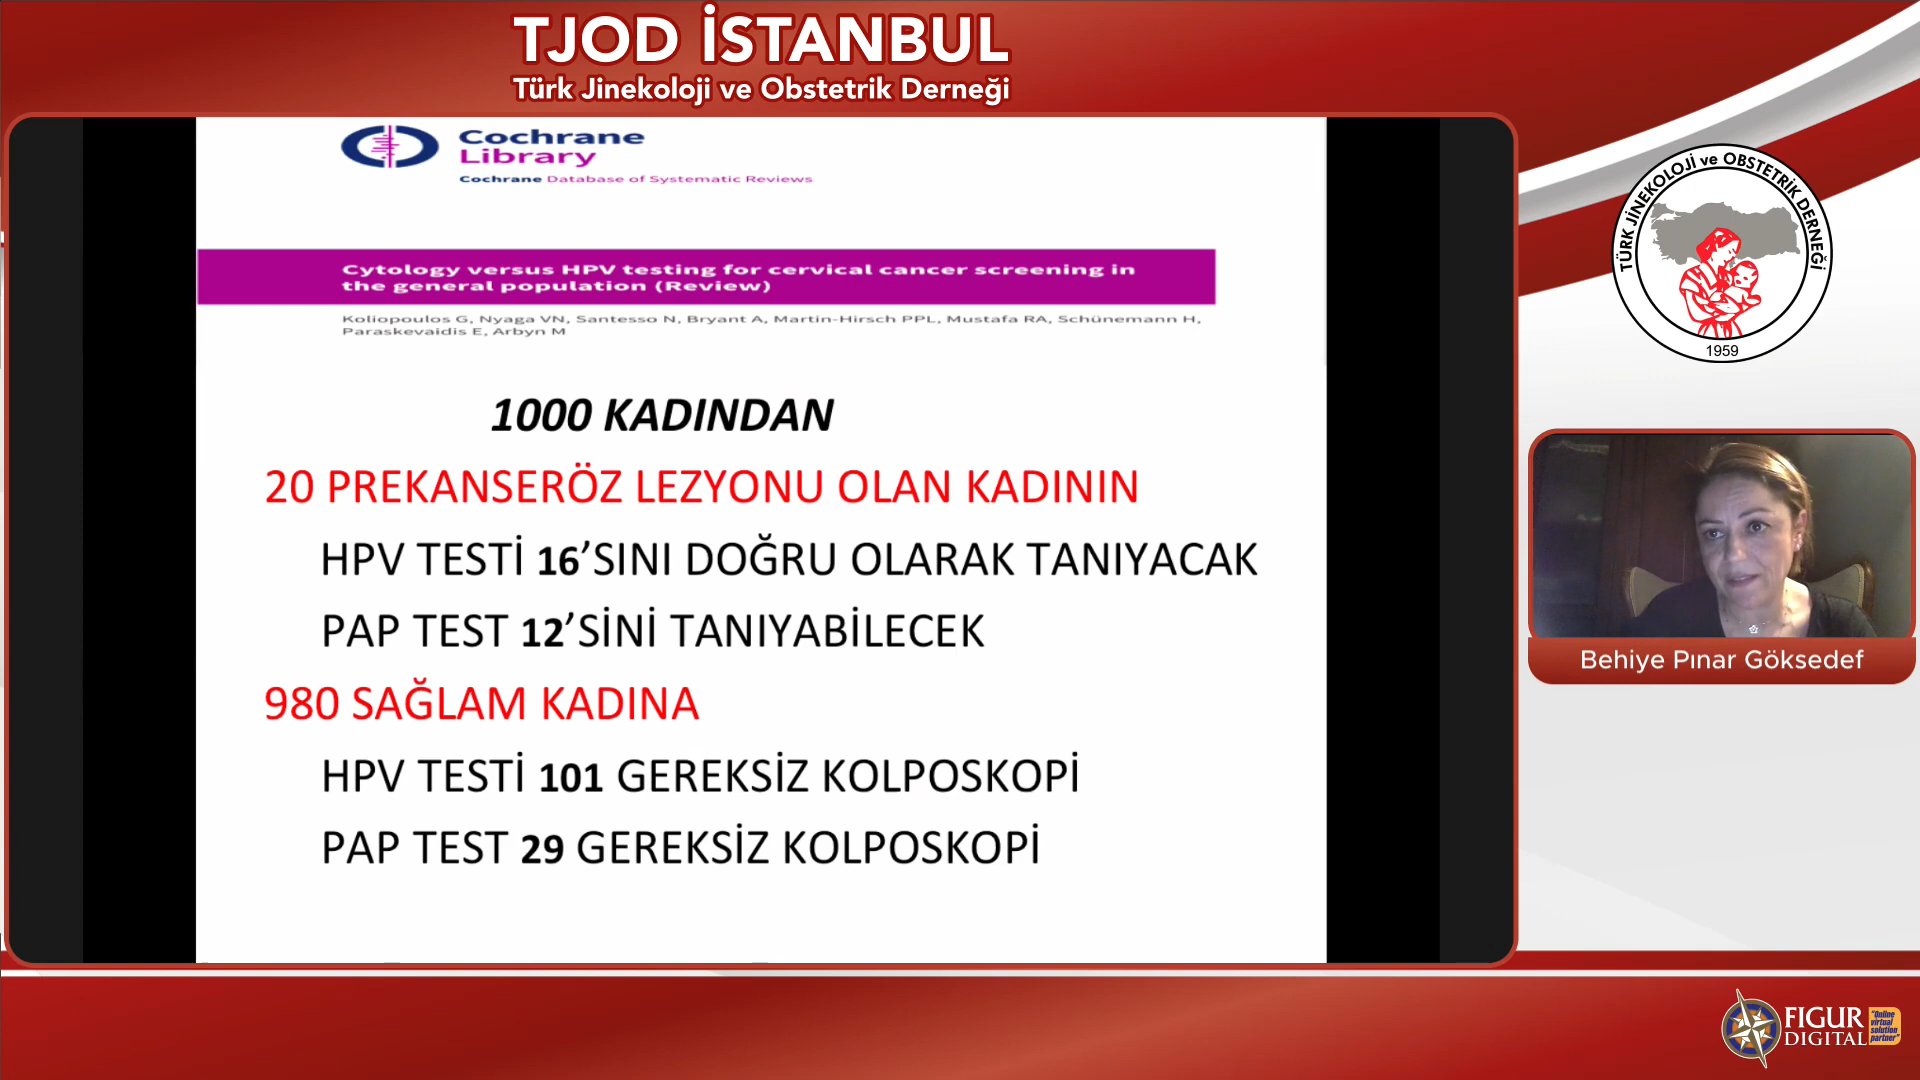 TJOD İSTANBUL
Türk Jinekoloji ve Obstetrik Derneği
Cochrane
Library
Cochrane Database of Systematic Reviews
Cytology versus HPV testing for cervical cancer screening in
the general population (Review)
Koliopoulos G, Nyaga VN, Santesso N, Bryant A, Martin-Hirsch PPL, Mustafa RA, Schünemann H,
Paraskevaidis E, Arbyn M
1000 KADINDAN
20 PREKANSERÖZ LEZYONU OLAN KADININ
HPV TESTİ 16’SINI DOĞRU OLARAK TANIYACAK
PAP TEST 12’SİNİ TANIYABİLECEK
980 SAĞLAM KADINA
HPV TESTİ 101 GEREKSİZ KOLPOSKOPİ
PAP TEST 29 GEREKSİZ KOLPOSKOPİ
TÜRK JİNEKOLOJİ ve OBSTETRİK DERNEĞİ
1959
Behiye Pınar Göksedef
FIGUR
DIGITAL
"Online
virtual
solution
partner"